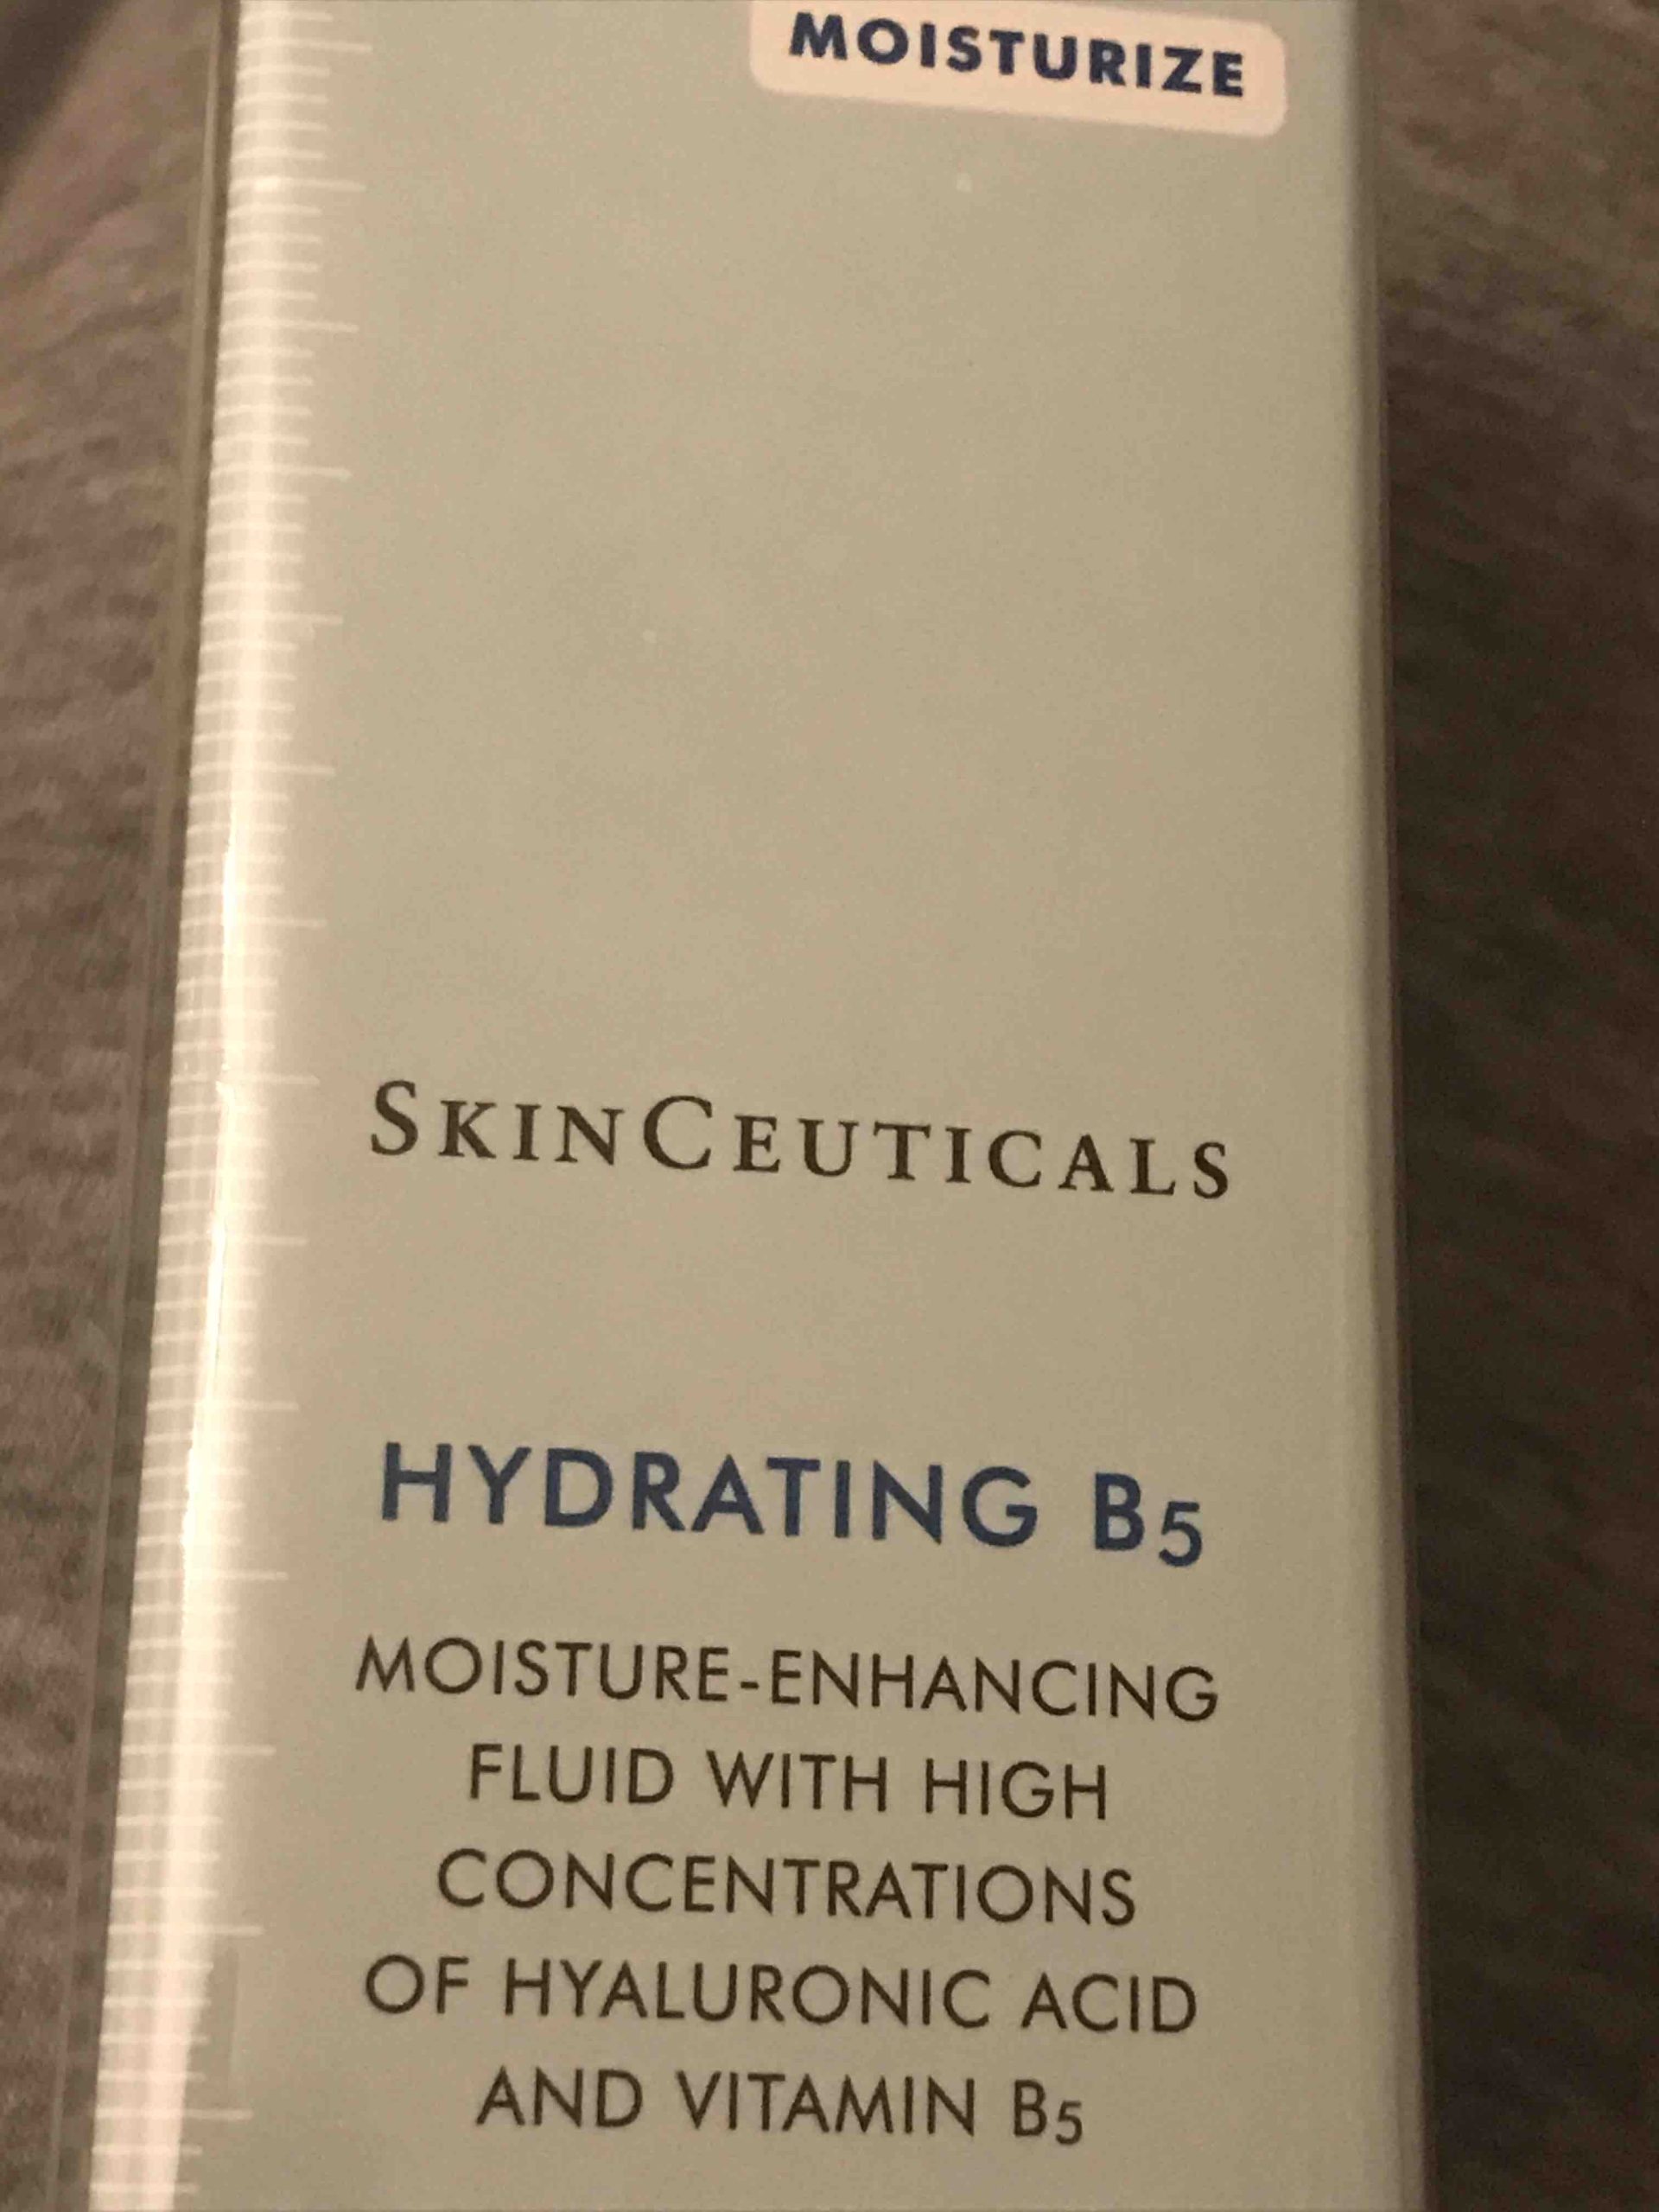 MOISTURIZE
SKINCEUTICALS
HYDRATING B5
MOISTURE-ENHANCING
FLUID WITH HIGH
CONCENTRATIONS
OF HYALURONIC ACID
AND VITAMIN B5